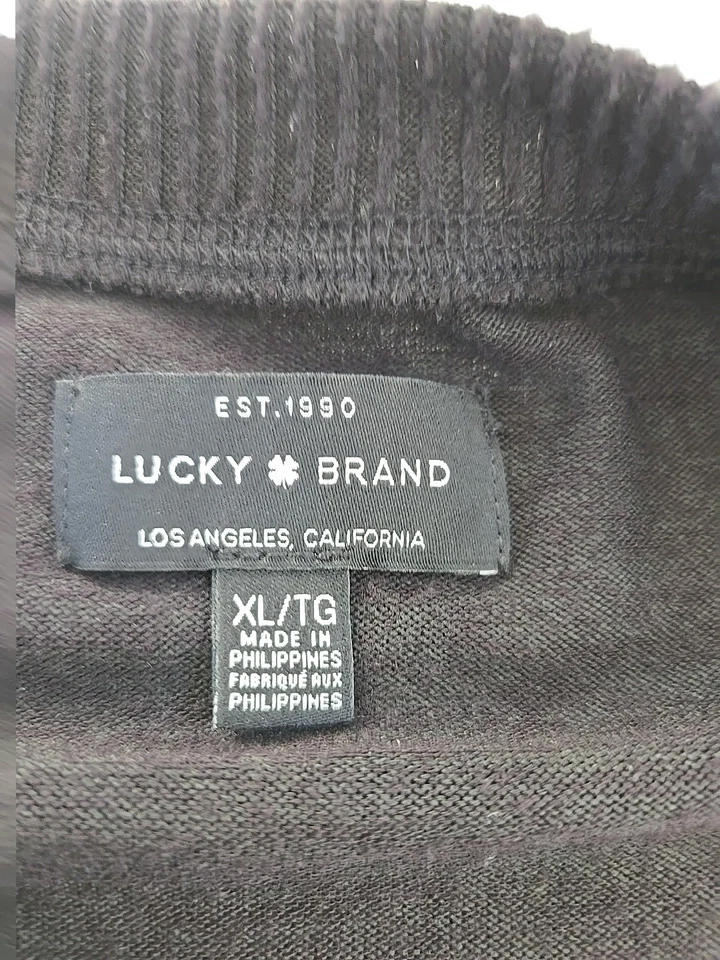 EST. 1990
LUCKY BRAND
LOS ANGELES, CALIFORNIA
XL/TG
MADE IN
PHILIPPINES
FABRIQUÉ AUX
PHILIPPINES